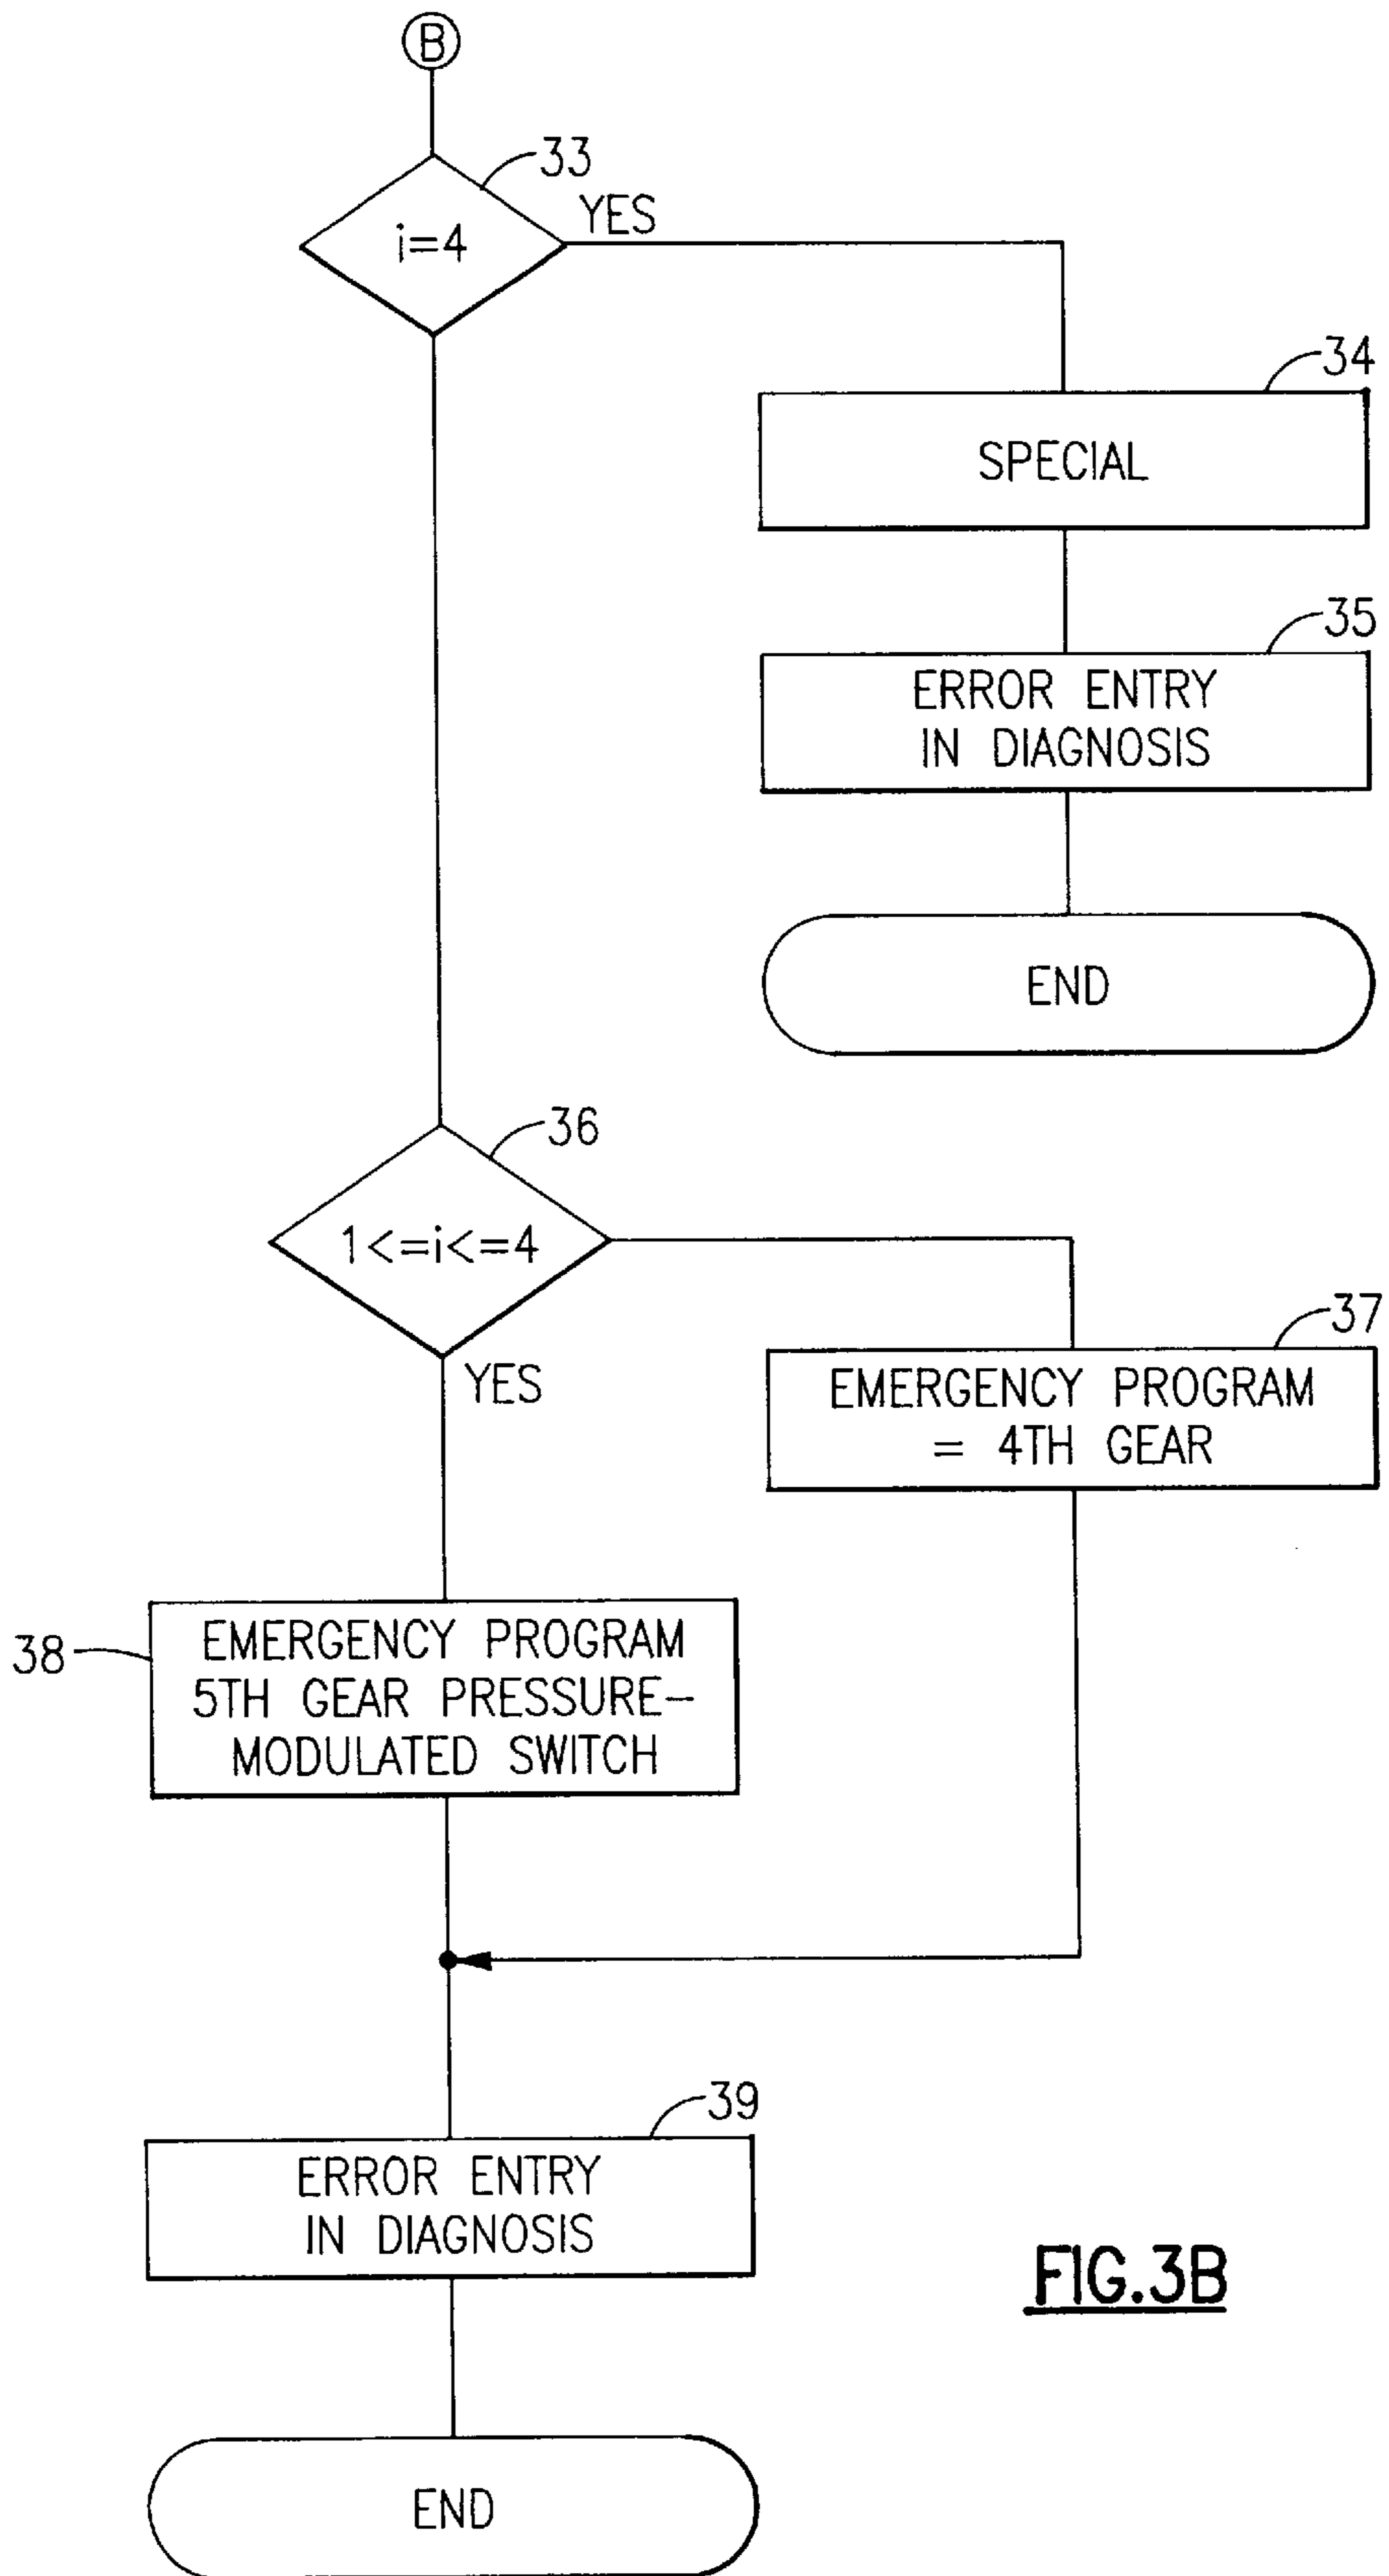 B
33
YES
i=4
34
SPECIAL
35
ERROR ENTRY
IN DIAGNOSIS
END
36
1<=i<=4
37
YES
EMERGENCY PROGRAM
= 4TH GEAR
38
EMERGENCY PROGRAM
5TH GEAR PRESSURE-
MODULATED SWITCH
39
ERROR ENTRY
IN DIAGNOSIS
FIG.3B
END